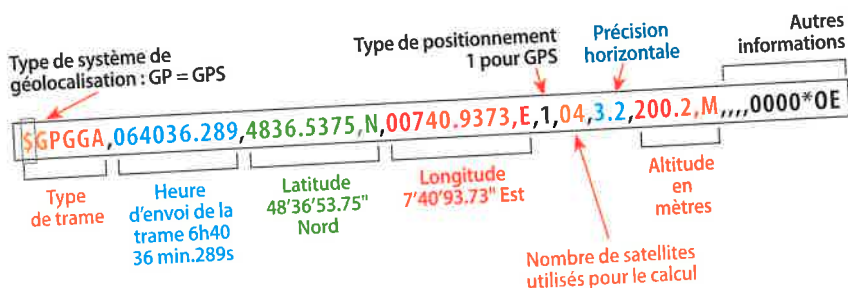 Type de système de
géolocalisation : GP = GPS
Type de positionnement
1 pour GPS
Précision
horizontale
Autres
informations
$GPGGA,064036.289,4836.5375,N,00740.9373,E,1,04,3.2,200.2,M,,,,0000*OE
Type
de trame
Heure
d'envoi de la
trame 6h40
36 min.289s
Latitude
48'36'53.75"
Nord
Longitude
7'40'93.73" Est
Altitude
en
mètres
Nombre de satellites
utilisés pour le calcul